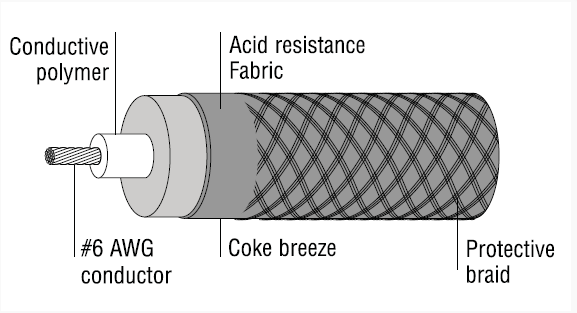 Conductive
polymer
Acid resistance
Fabric
#6 AWG
conductor
Coke breeze
Protective
braid